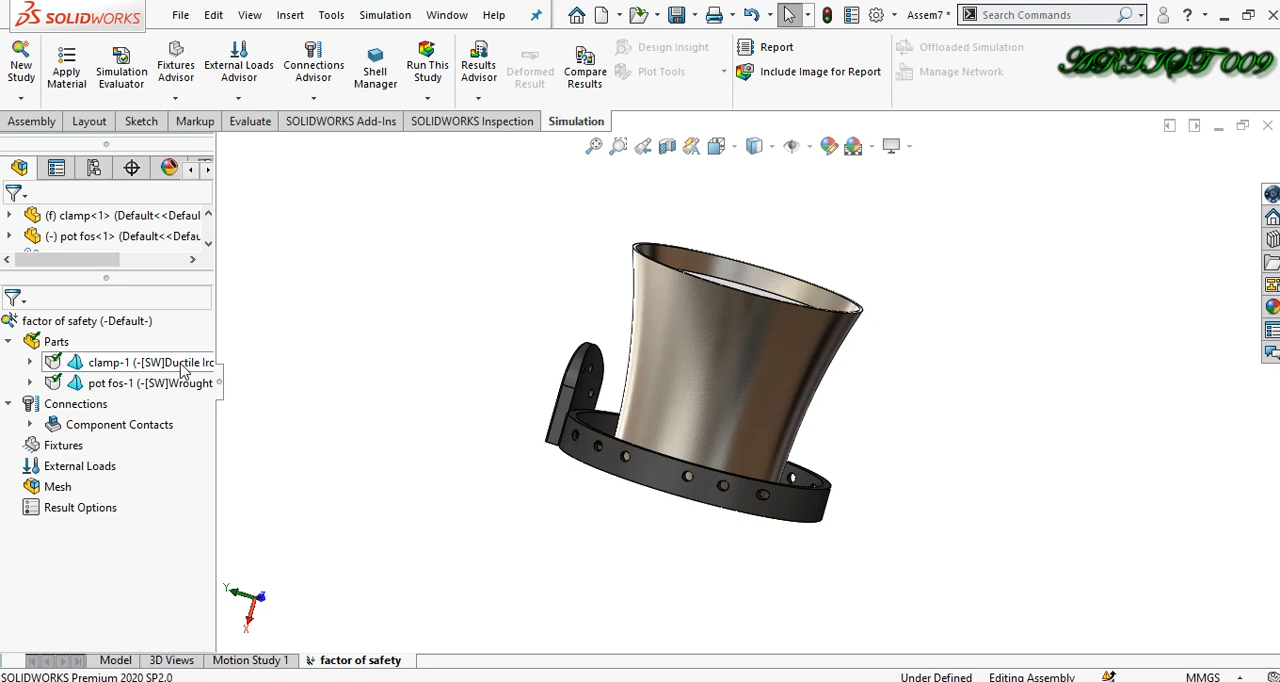 SOLIDWORKS File Edit View Insert Tools Simulation Window Help Assem7 * Search Commands ?
New Study
Apply Material
Simulation Evaluator
Fixtures Advisor
External Loads Advisor
Connections Advisor
Shell Manager
Run This Study
Results Advisor
Deformed Result
Compare Results
Design Insight
Plot Tools
Report
Include Image for Report
Offloaded Simulation
Manage Network
ARTIST 009
Assembly Layout Sketch Markup Evaluate SOLIDWORKS Add-Ins SOLIDWORKS Inspection Simulation
(f) clamp<1> (Default<<Defaul
(-) pot fos<1> (Default<<Defau
factor of safety (-Default-)
Parts
clamp-1 (-[SW]Ductile Irc
pot fos-1 (-[SW]Wrought
Connections
Component Contacts
Fixtures
External Loads
Mesh
Result Options
Y
Z
X
Model 3D Views Motion Study 1 factor of safety
SOLIDWORKS Premium 2020 SP2.0 Under Defined Editing Assembly MMGS